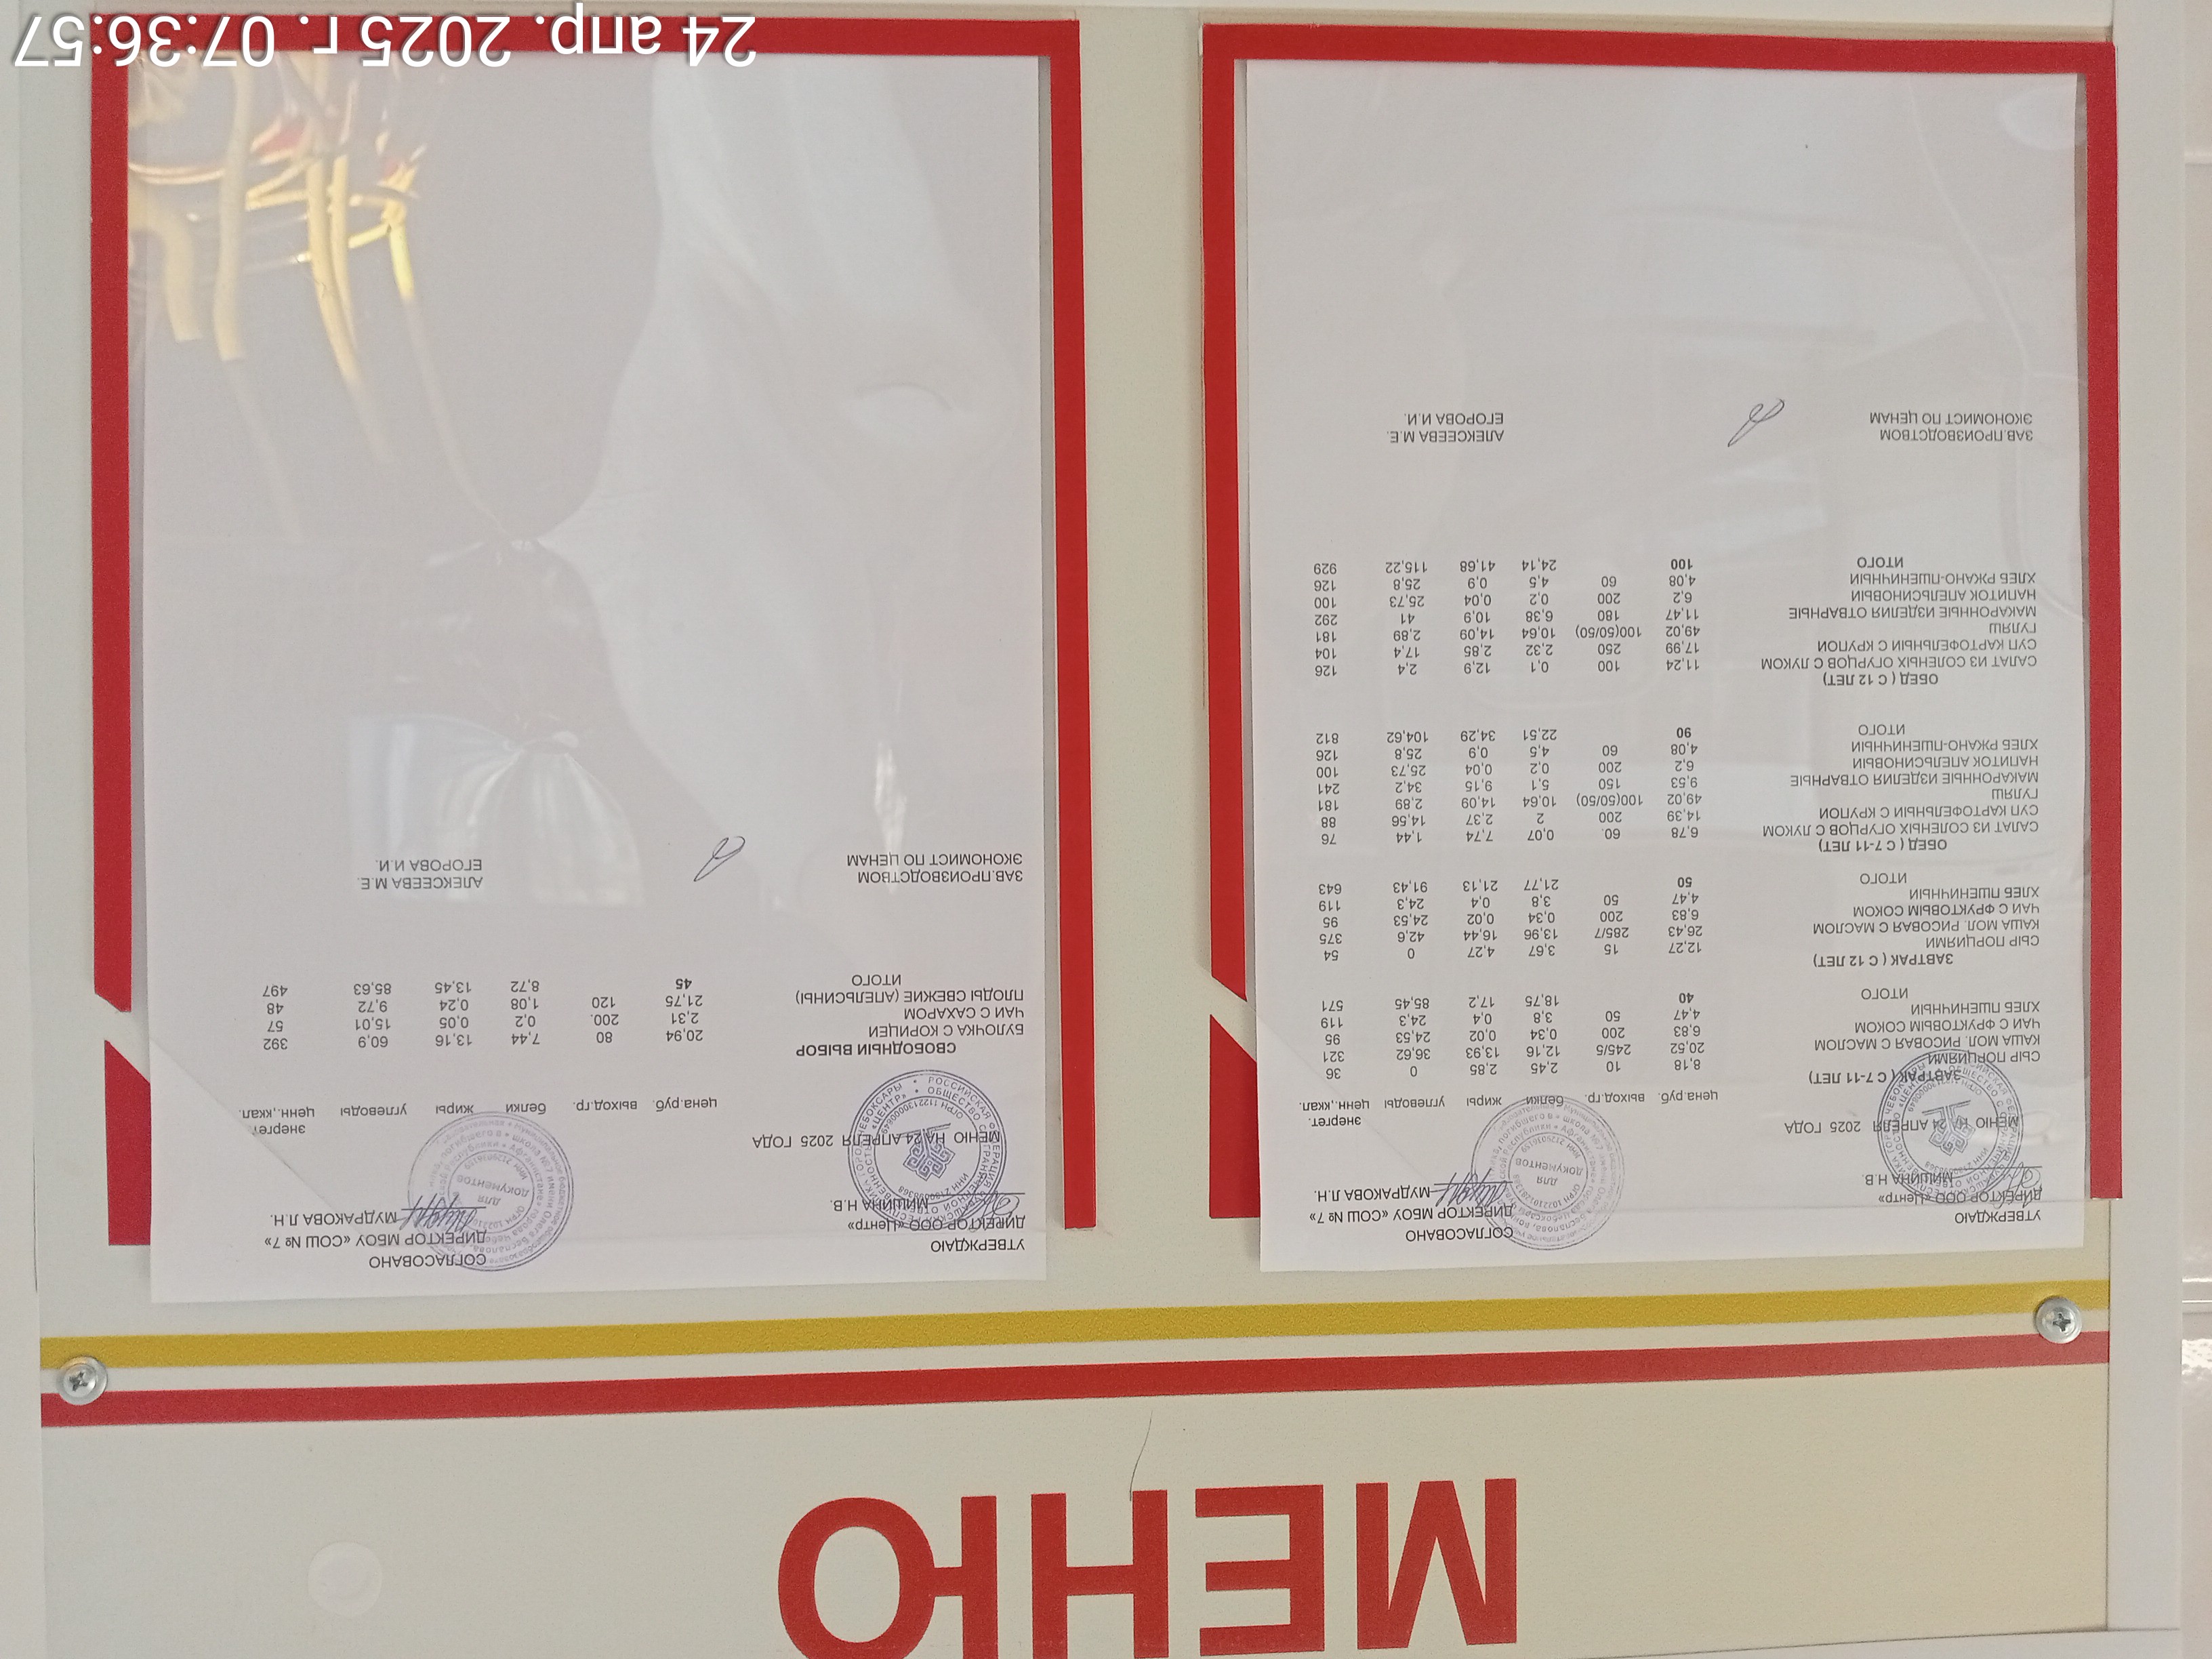 МЕНЮ
УТВЕРЖДАЮ
ДИРЕКТОР ООО «Центр»
МИШИНА Н.В.
СОГЛАСОВАНО
ДИРЕКТОР МБОУ «СОШ № 7»
МУДРАКОВА Л.Н.
МЕНЮ НА 24 АПРЕЛЯ 2025 ГОДА
цена.руб. выход.гр. белки жиры углеводы энергет. ценн.,ккал.
ЗАВТРАК ( С 7-11 ЛЕТ)
СЫР ПОРЦИЯМИ 8,18 10 2,45 2,85 0 36
КАША МОЛ. РИСОВАЯ С МАСЛОМ 20,52 245/5 12,16 13,93 36,62 321
ЧАЙ С ФРУКТОВЫМ СОКОМ 6,83 200 0,34 0,02 24,53 95
ХЛЕБ ПШЕНИЧНЫЙ 4,47 50 3,8 0,4 24,3 119
ИТОГО 40 18,75 17,2 85,45 571
ЗАВТРАК ( С 12 ЛЕТ)
СЫР ПОРЦИЯМИ 12,27 15 3,67 4,27 0 54
КАША МОЛ. РИСОВАЯ С МАСЛОМ 26,43 285/7 13,96 16,44 42,6 375
ЧАЙ С ФРУКТОВЫМ СОКОМ 6,83 200 0,34 0,02 24,53 95
ХЛЕБ ПШЕНИЧНЫЙ 4,47 50 3,8 0,4 24,3 119
ИТОГО 50 21,77 21,13 91,43 643
ОБЕД ( С 7-11 ЛЕТ)
САЛАТ ИЗ СОЛЕНЫХ ОГУРЦОВ С ЛУКОМ 6,78 60. 0,07 7,74 1,44 76
СУП КАРТОФЕЛЬНЫЙ С КРУПОЙ 14,39 200 2 2,37 14,56 88
ГУЛЯШ 49,02 100(50/50) 10,64 14,09 2,89 181
МАКАРОННЫЕ ИЗДЕЛИЯ ОТВАРНЫЕ 9,53 150 5,1 9,15 34,2 241
НАПИТОК АПЕЛЬСИНОВЫЙ 6,2 200 0,2 0,04 25,73 100
ХЛЕБ РЖАНО-ПШЕНИЧНЫЙ 4,08 60 4,5 0,9 25,8 126
ИТОГО 90 22,51 34,29 104,62 812
ОБЕД ( С 12 ЛЕТ)
САЛАТ ИЗ СОЛЕНЫХ ОГУРЦОВ С ЛУКОМ 11,24 100 0,1 12,9 2,4 126
СУП КАРТОФЕЛЬНЫЙ С КРУПОЙ 17,99 250 2,32 2,85 17,4 104
ГУЛЯШ 49,02 100(50/50) 10,64 14,09 2,89 181
МАКАРОННЫЕ ИЗДЕЛИЯ ОТВАРНЫЕ 11,47 180 6,38 10,9 41 292
НАПИТОК АПЕЛЬСИНОВЫЙ 6,2 200 0,2 0,04 25,73 100
ХЛЕБ РЖАНО-ПШЕНИЧНЫЙ 4,08 60 4,5 0,9 25,8 126
ИТОГО 100 24,14 41,68 115,22 929
ЗАВ.ПРОИЗВОДСТВОМ АЛЕКСЕЕВА М.Е.
ЭКОНОМИСТ ПО ЦЕНАМ ЕГОРОВА И.И.
УТВЕРЖДАЮ
ДИРЕКТОР ООО «Центр»
МИШИНА Н.В.
СОГЛАСОВАНО
ДИРЕКТОР МБОУ «СОШ № 7»
МУДРАКОВА Л.Н.
МЕНЮ НА 24 АПРЕЛЯ 2025 ГОДА
цена.руб. выход.гр. белки жиры углеводы энергет. ценн.,ккал.
СВОБОДНЫЙ ВЫБОР
БУЛОЧКА С КОРИЦЕЙ 20,94 80 7,44 13,16 60,9 392
ЧАЙ С САХАРОМ 2,31 200. 0,2 0,05 15,01 57
ПЛОДЫ СВЕЖИЕ (АПЕЛЬСИНЫ) 21,75 120 1,08 0,24 9,72 48
ИТОГО 45 8,72 13,45 85,63 497
ЗАВ.ПРОИЗВОДСТВОМ АЛЕКСЕЕВА М.Е.
ЭКОНОМИСТ ПО ЦЕНАМ ЕГОРОВА И.И.
24 апр. 2025 г. 07:36:57